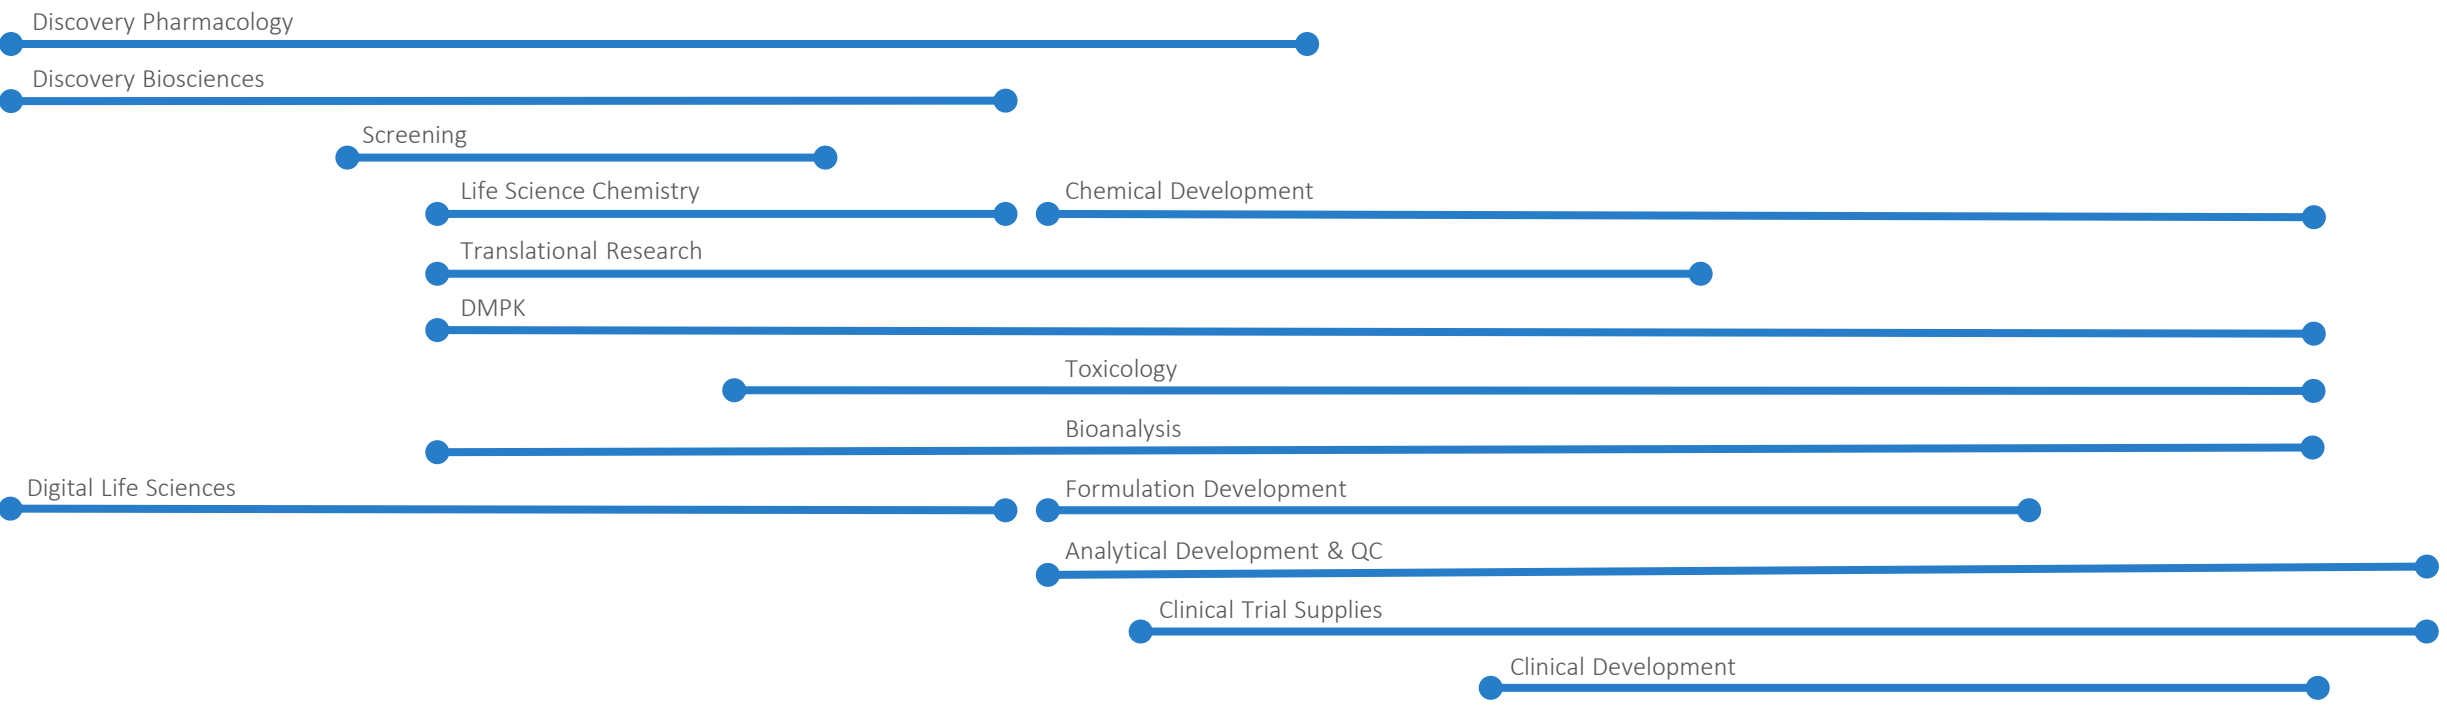 Discovery Pharmacology
Discovery Biosciences
Screening
Life Science Chemistry
Chemical Development
Translational Research
DMPK
Toxicology
Bioanalysis
Digital Life Sciences
Formulation Development
Analytical Development & QC
Clinical Trial Supplies
Clinical Development